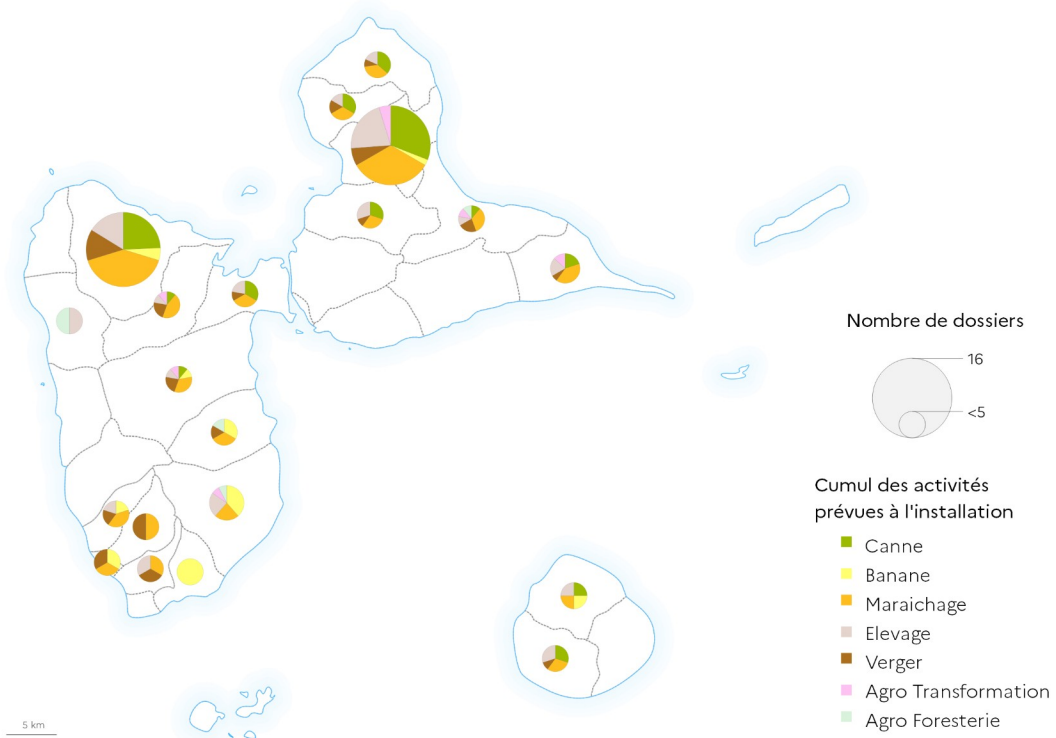 Nombre de dossiers
16
<5
Cumul des activités
prévues à l'installation
Canne
Banane
Maraichage
Elevage
Verger
Agro Transformation
Agro Foresterie
5 km